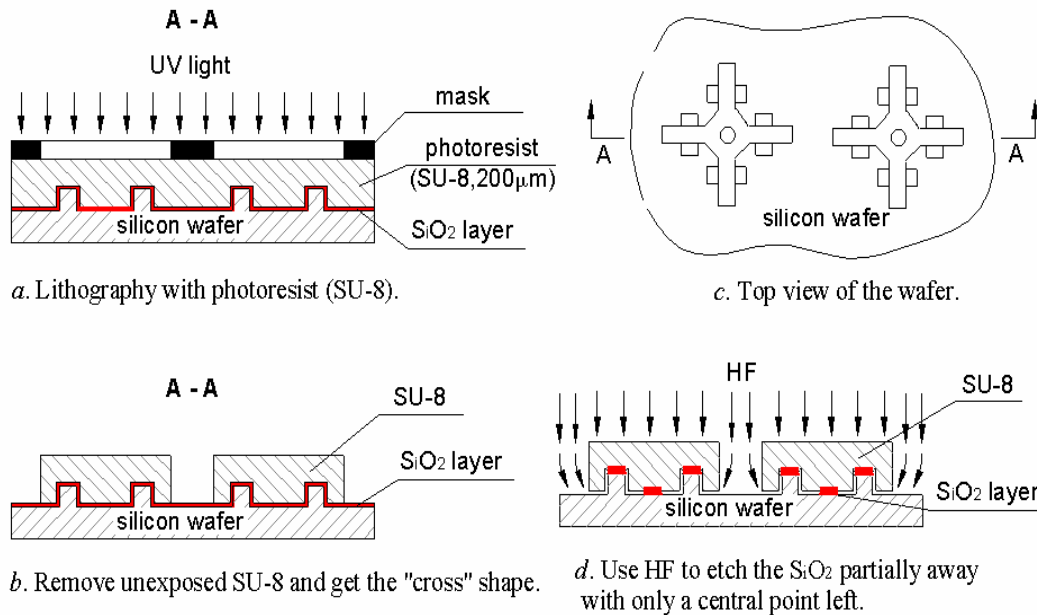 A - A
UV light
mask
photoresist
(SU-8,200μm)
silicon wafer
SiO2 layer
a. Lithography with photoresist (SU-8).
A
A
silicon wafer
c. Top view of the wafer.
A - A
SU-8
SiO2 layer
silicon wafer
b. Remove unexposed SU-8 and get the "cross" shape.
HF
SU-8
SiO2 layer
silicon wafer
d. Use HF to etch the SiO2 partially away
with only a central point left.